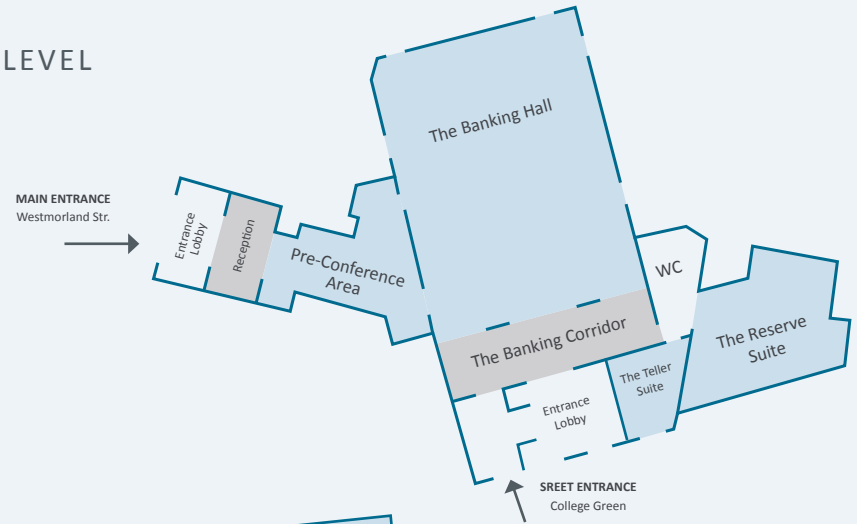 LEVEL
The Banking Hall
MAIN ENTRANCE
Westmorland Str.
Entrance
Lobby
Reception
Pre-Conference
Area
WC
The Banking Corridor
The Reserve
Suite
The Teller
Suite
Entrance
Lobby
SREET ENTRANCE
College Green